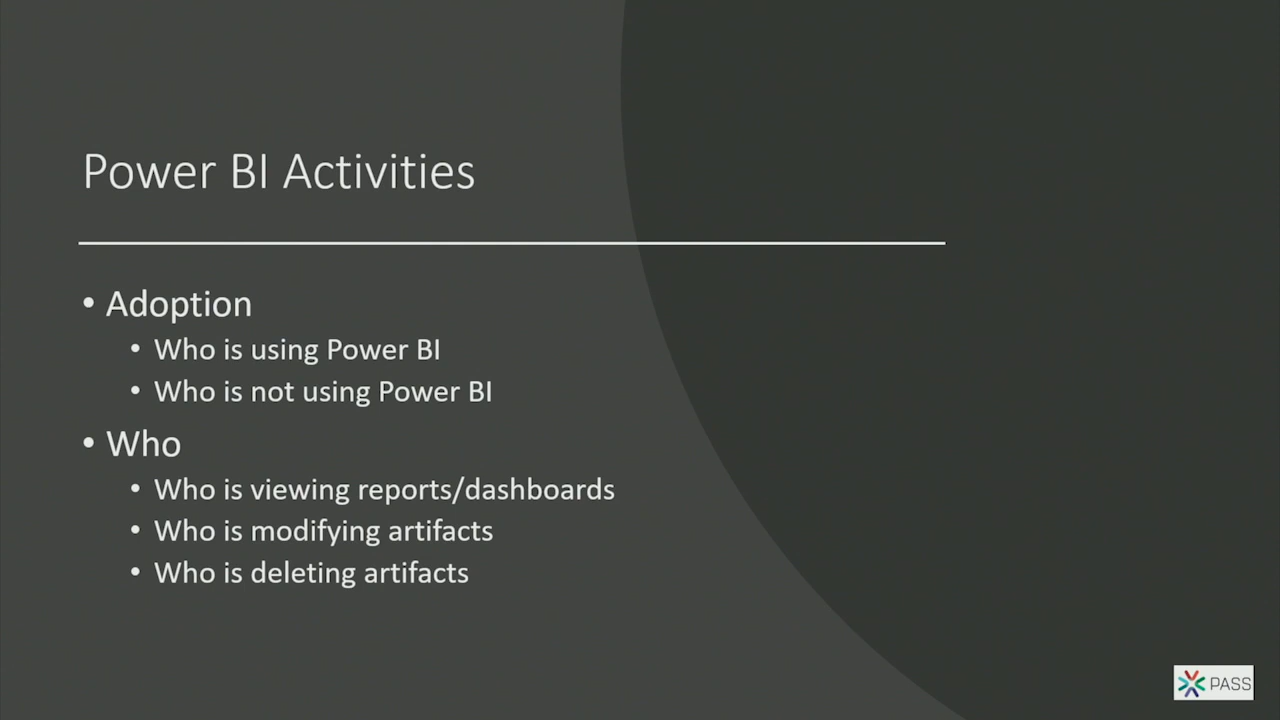 Power BI Activities
• Adoption
• Who is using Power BI
• Who is not using Power BI
• Who
• Who is viewing reports/dashboards
• Who is modifying artifacts
• Who is deleting artifacts
PASS